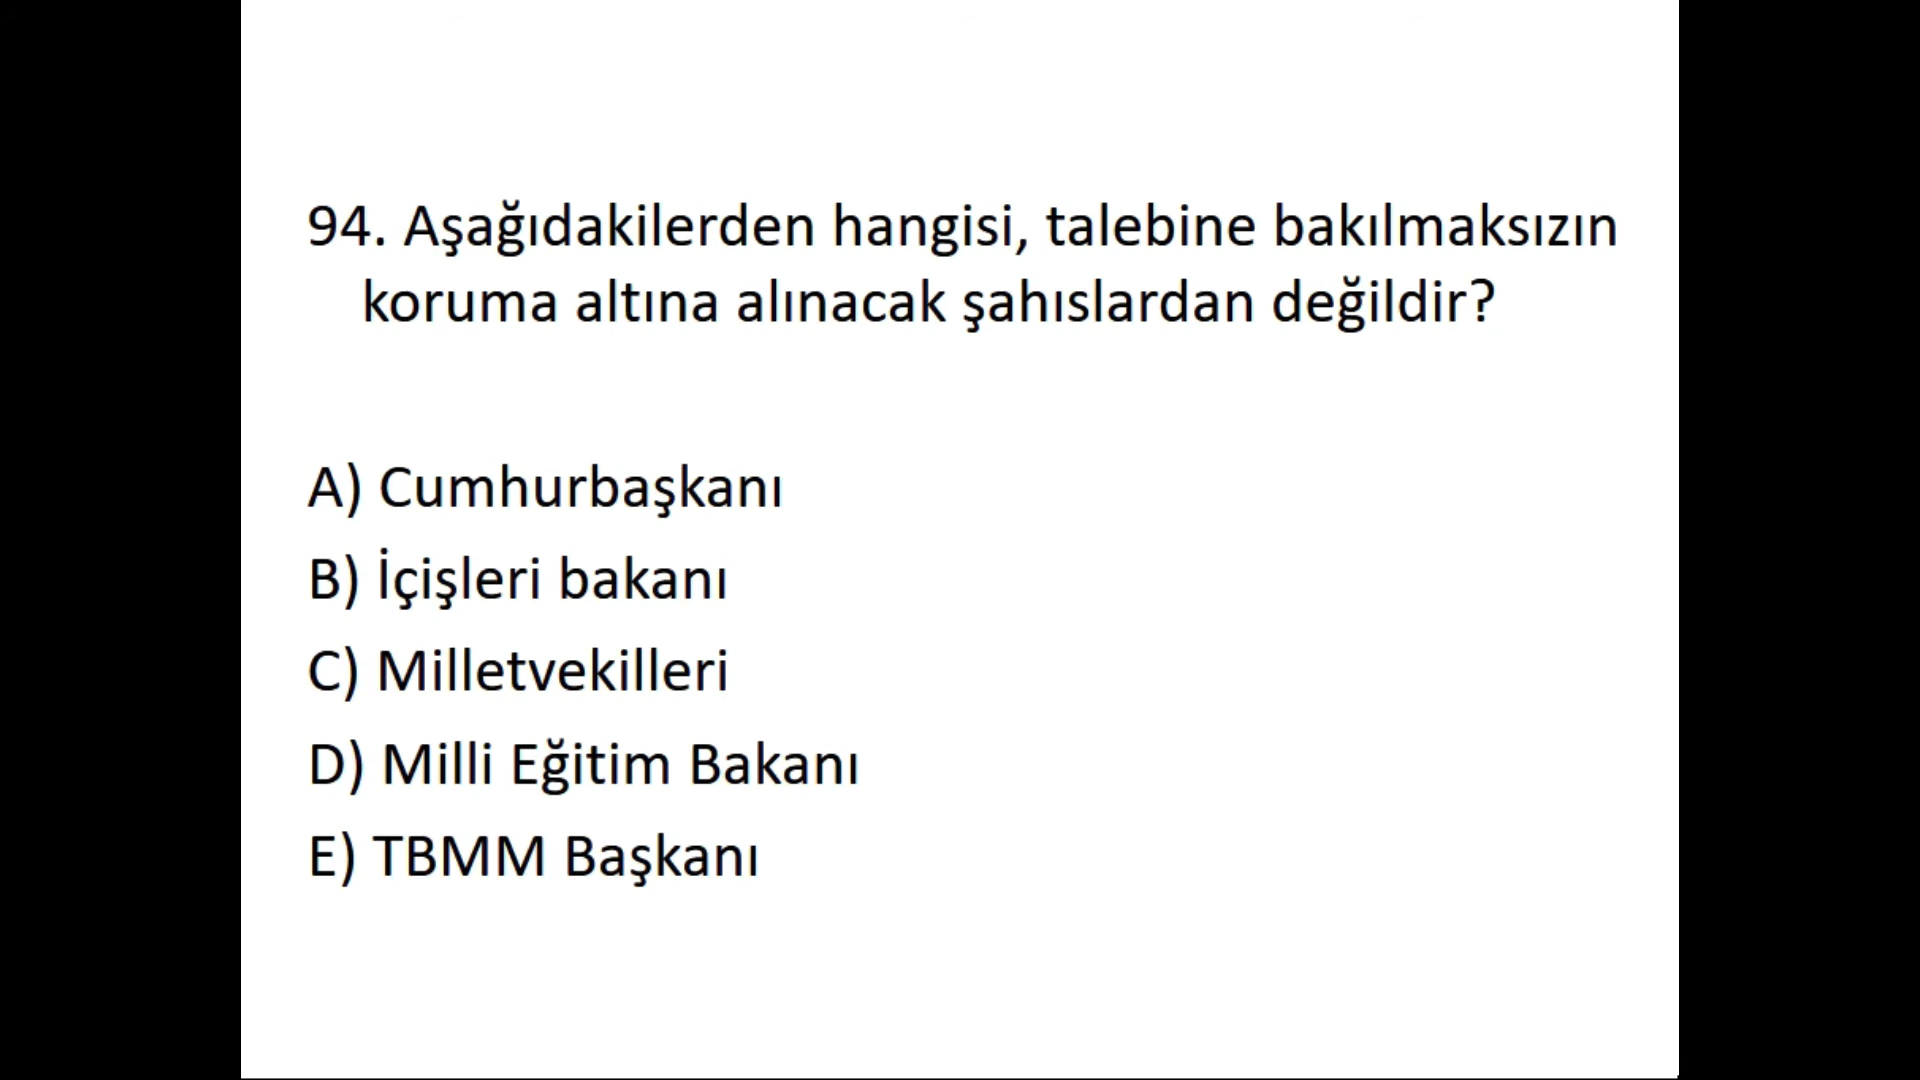 94. Aşağıdakilerden hangisi, talebine bakılmaksızın
koruma altına alınacak şahıslardan değildir?
A) Cumhurbaşkanı
B) İçişleri bakanı
C) Milletvekilleri
D) Milli Eğitim Bakanı
E) TBMM Başkanı